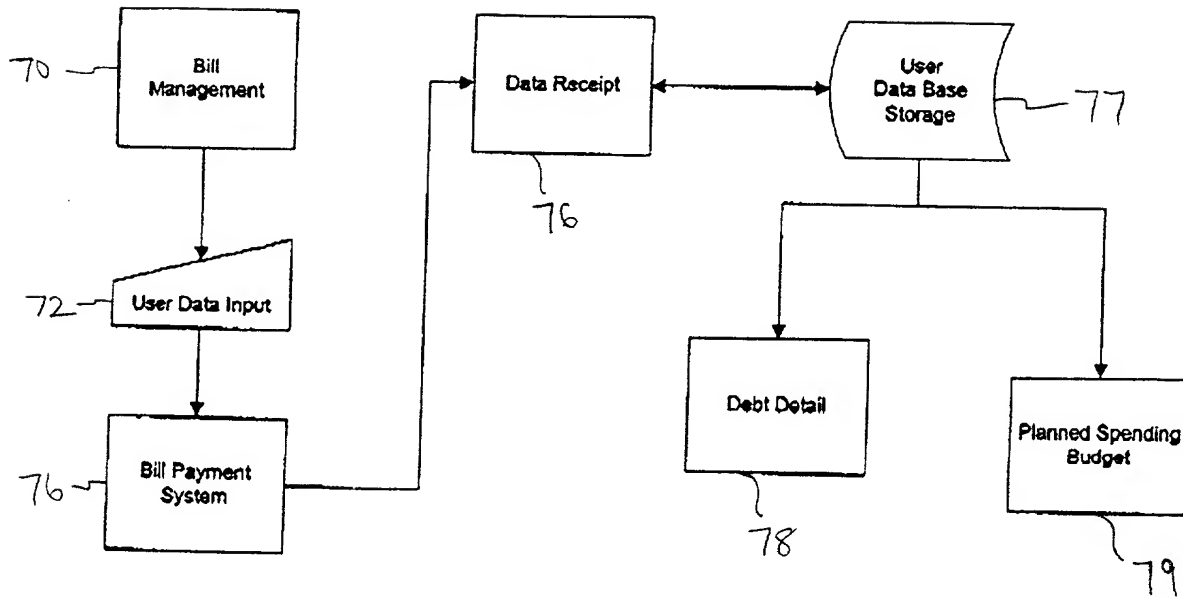 70
Bill
Management
72
User Data Input
76
Bill Payment
System
Data Receipt
76
User
Data Base
Storage
77
Debt Detail
78
Planned Spending
Budget
79